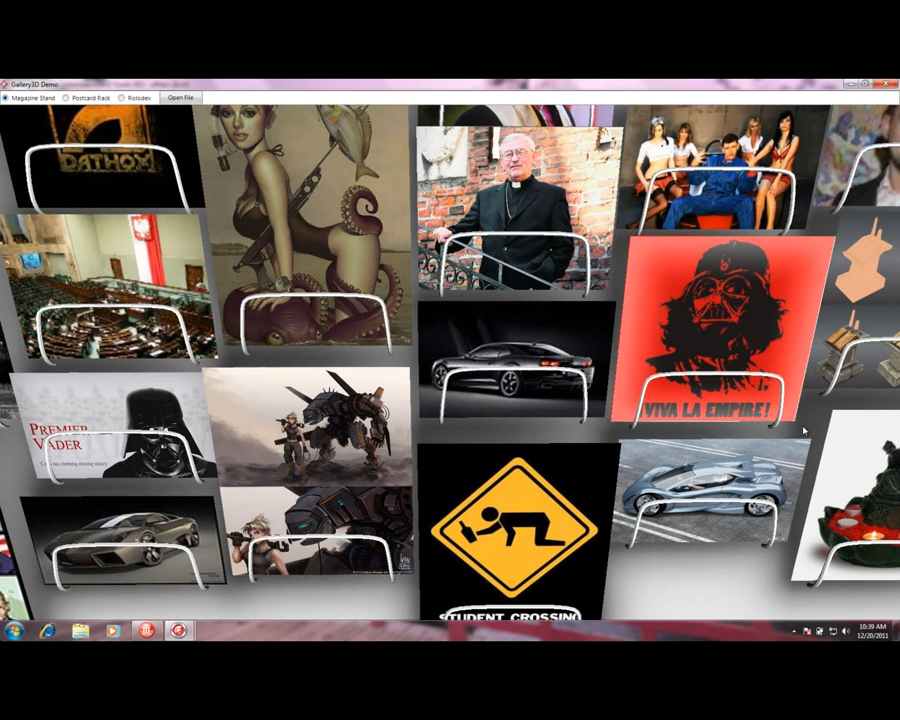 Gallery3D Demo
Magazine Stand
Postcard Rack
Rolodex
Open File
DATHOX
PREMIER
VADER
VIVA LA EMPIRE!
STUDENT CROSSING
10:39 AM
12/20/2011